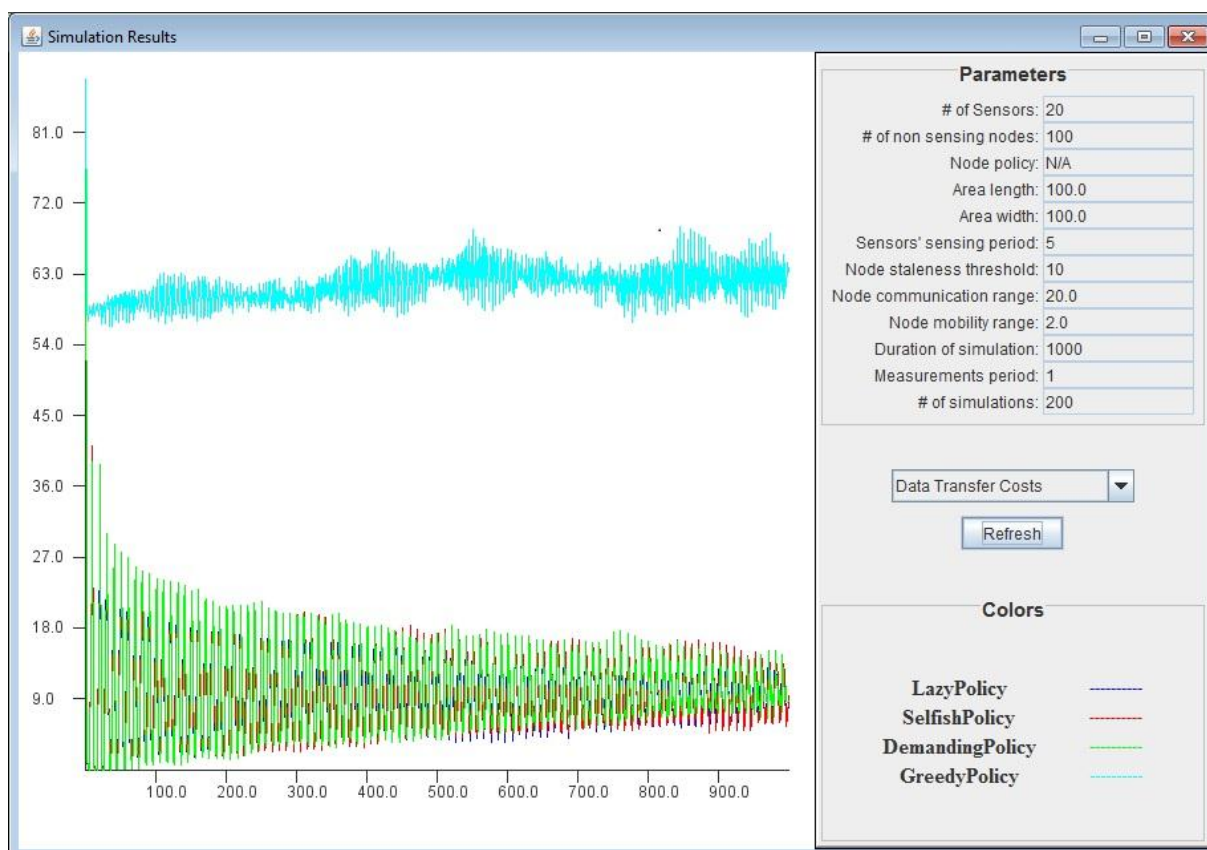 Simulation Results
81.0
72.0
63.0
54.0
45.0
36.0
27.0
18.0
9.0
100.0 200.0 300.0 400.0 500.0 600.0 700.0 800.0 900.0
Parameters
# of Sensors: 20
# of non sensing nodes: 100
Node policy: N/A
Area length: 100.0
Area width: 100.0
Sensors' sensing period: 5
Node staleness threshold: 10
Node communication range: 20.0
Node mobility range: 2.0
Duration of simulation: 1000
Measurements period: 1
# of simulations: 200
Data Transfer Costs
Refresh
Colors
LazyPolicy
SelfishPolicy
DemandingPolicy
GreedyPolicy